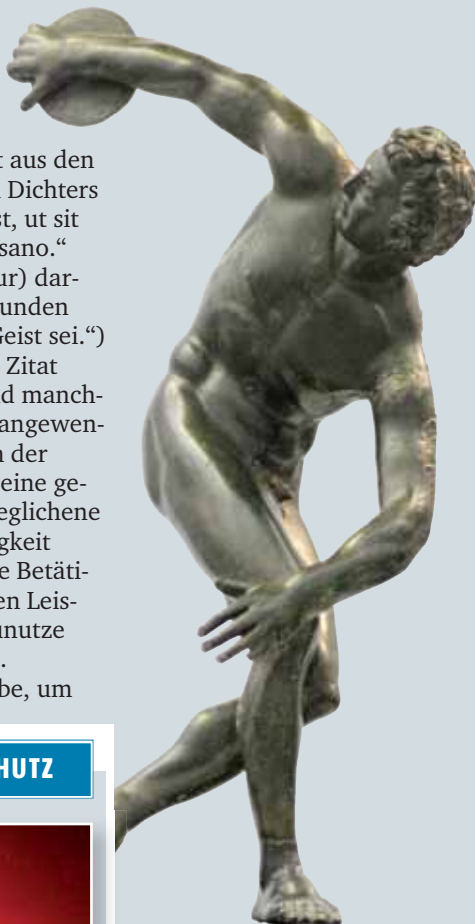 t aus den
Dichters
st, ut sit
sano.“
ur) dar-
unden
Geist sei.“)
Zitat
d manch-
angewen-
n der
eine ge-
eglichene
gkeit
e Betäti-
en Leis-
unutze
.
be, um
HUTZ